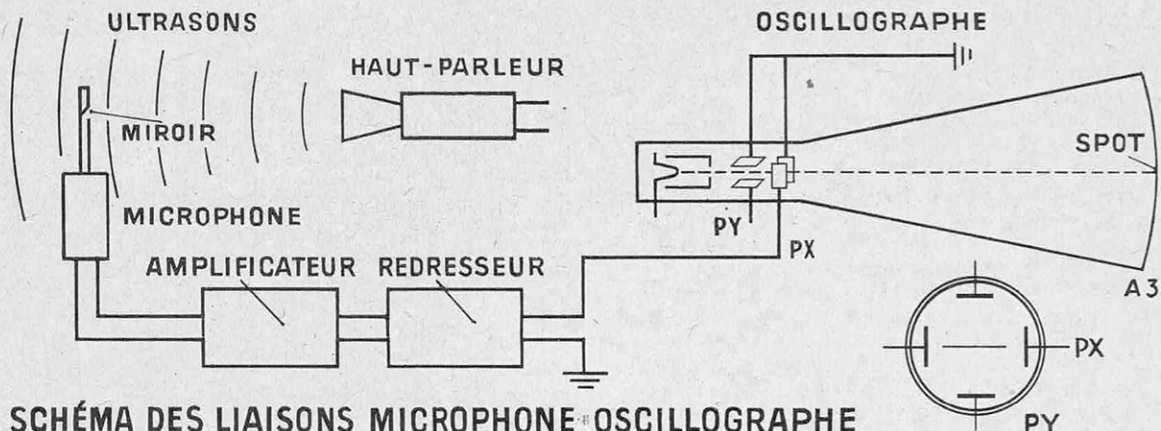 ULTRASONS
OSCILLOGRAPHE
HAUT-PARLEUR
MIROIR
SPOT
MICROPHONE
PY
PX
AMPLIFICATEUR REDRESSEUR
A3
PX
PY
SCHÉMA DES LIAISONS MICROPHONE OSCILLOGRAPHE